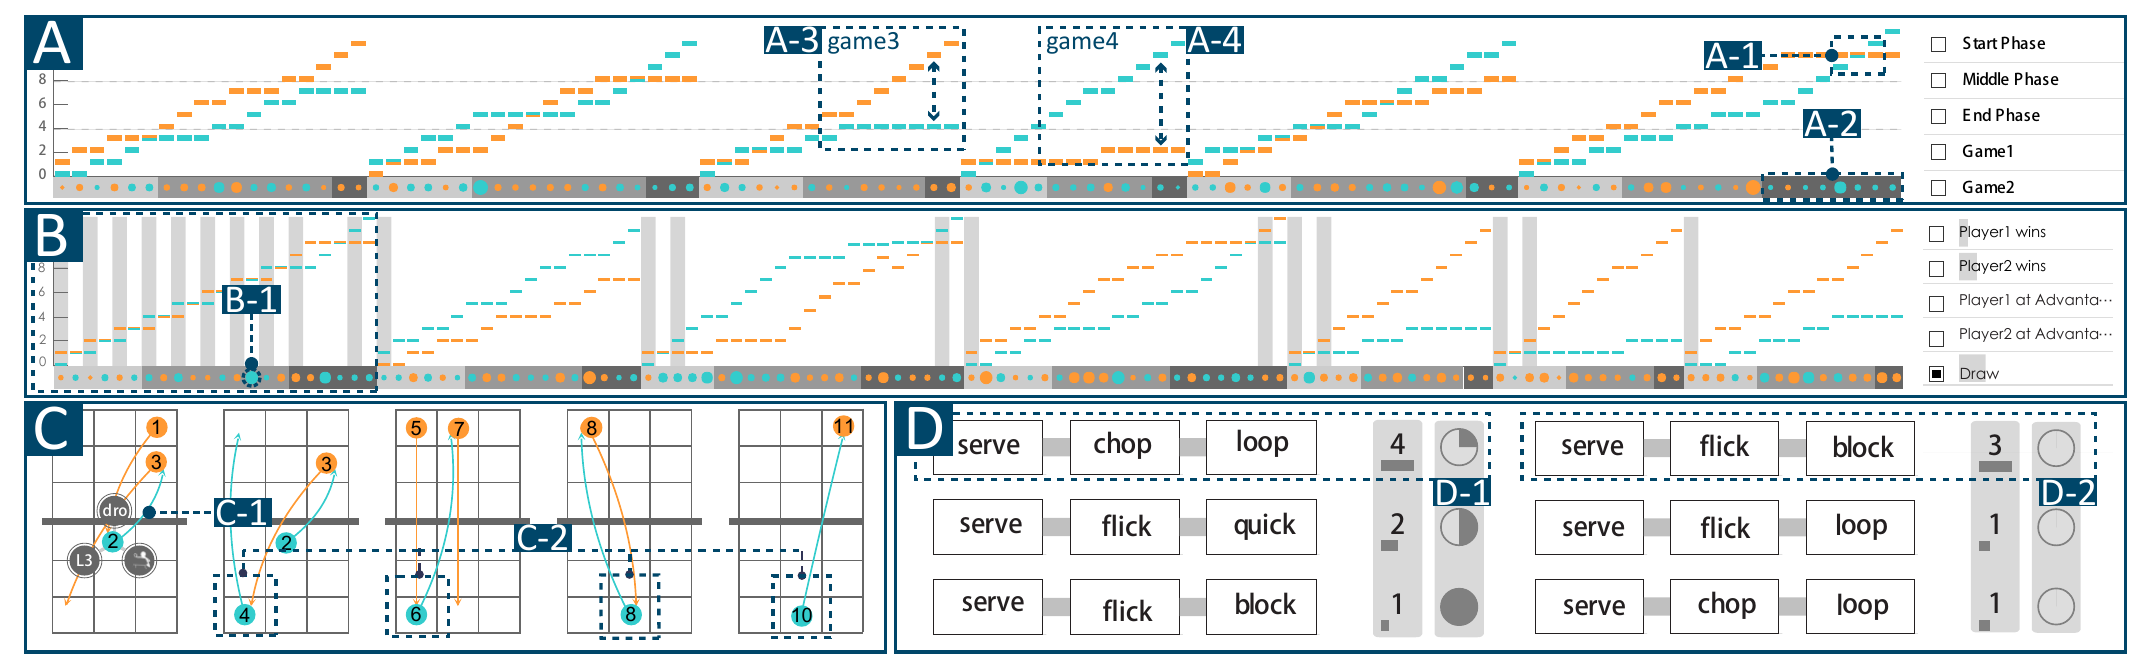 A
A-3 game3
game4 A-4
A-1
A-2
8
6
4
2
0
Start Phase
Middle Phase
End Phase
Game1
Game2
B
B-1
8
6
4
2
0
Player1 wins
Player2 wins
Player1 at Advanta···
Player2 at Advanta···
Draw
C
1
3
dro
2
L3
C-1
3
2
4
5
7
6
C-2
8
8
11
10
D
serve chop loop 4
D-1
serve flick quick 2
serve flick block 1
serve flick block 3
D-2
serve flick loop 1
serve chop loop 1